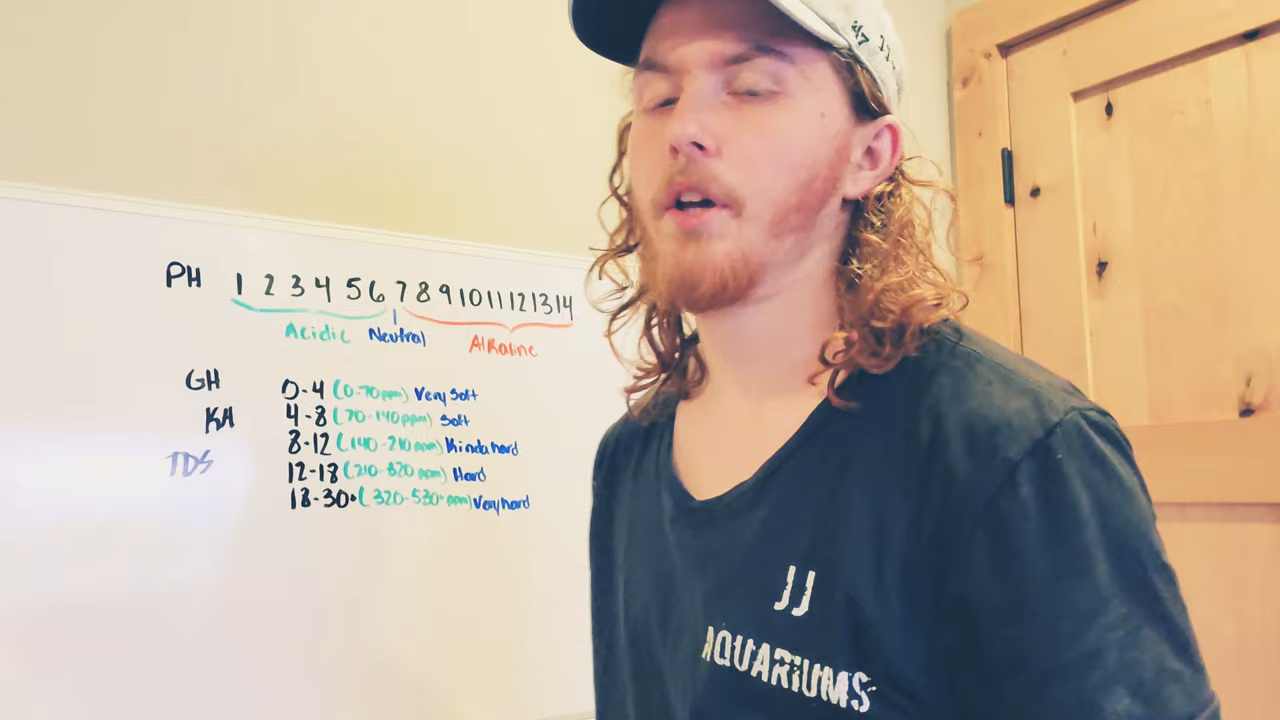 PH 1 2 3 4 5 6 7 8 9 10 11 12 13 14
Acidic Neutral Alkaline
GH 0-4 (0-70ppm) Very Soft
KH 4-8 (70-140ppm) Soft
8-12 (140-210ppm) Kinda hard
TDS 12-18 (210-320ppm) Hard
18-30+ (320-530+ppm) Very hard
47
JJ
AQUARIUMS